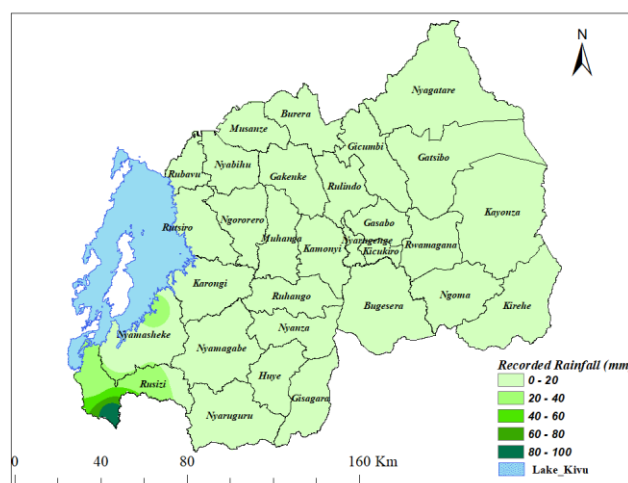 N
Nyagatare
Burera
Musanze
Gicumbi
Gatsibo
Nyabihu
Rubavu
Gakenke
Rulindo
Kayonza
Gasabo
Ngororero
Rutsiro
Muhanga
Kamonyi
Nyarugenge
Rwamagana
Kicukiro
Karongi
Ruhango
Bugesera
Ngoma
Kirehe
Nyamasheke
Nyanza
Nyamagabe
Rusizi
Huye
Gisagara
Nyaruguru
Recorded Rainfall (mm
0 - 20
20 - 40
40 - 60
60 - 80
80 - 100
Lake_Kivu
0 40 80 160 Km